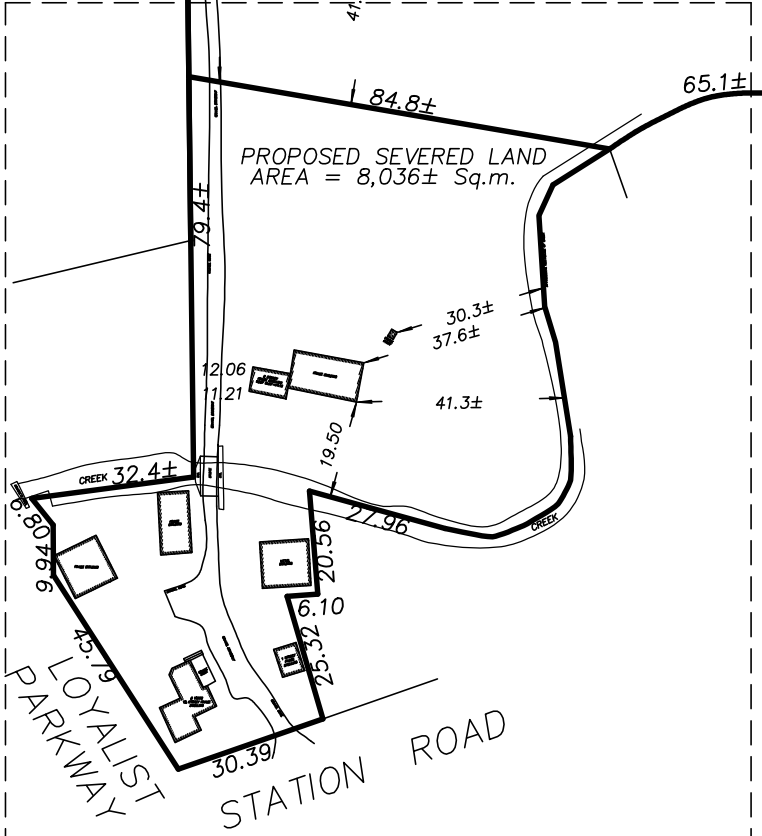 41.
65.1±
84.8±
PROPOSED SEVERED LAND
AREA = 8,036± Sq.m.
79.4±
30.3±
37.6±
12.06
11.21
41.3±
19.50
CREEK
32.4±
27.96
CREEK
6.80
9.94
20.56
6.10
25.32
45.79
LOYALIST
PARKWAY
30.39
STATION ROAD